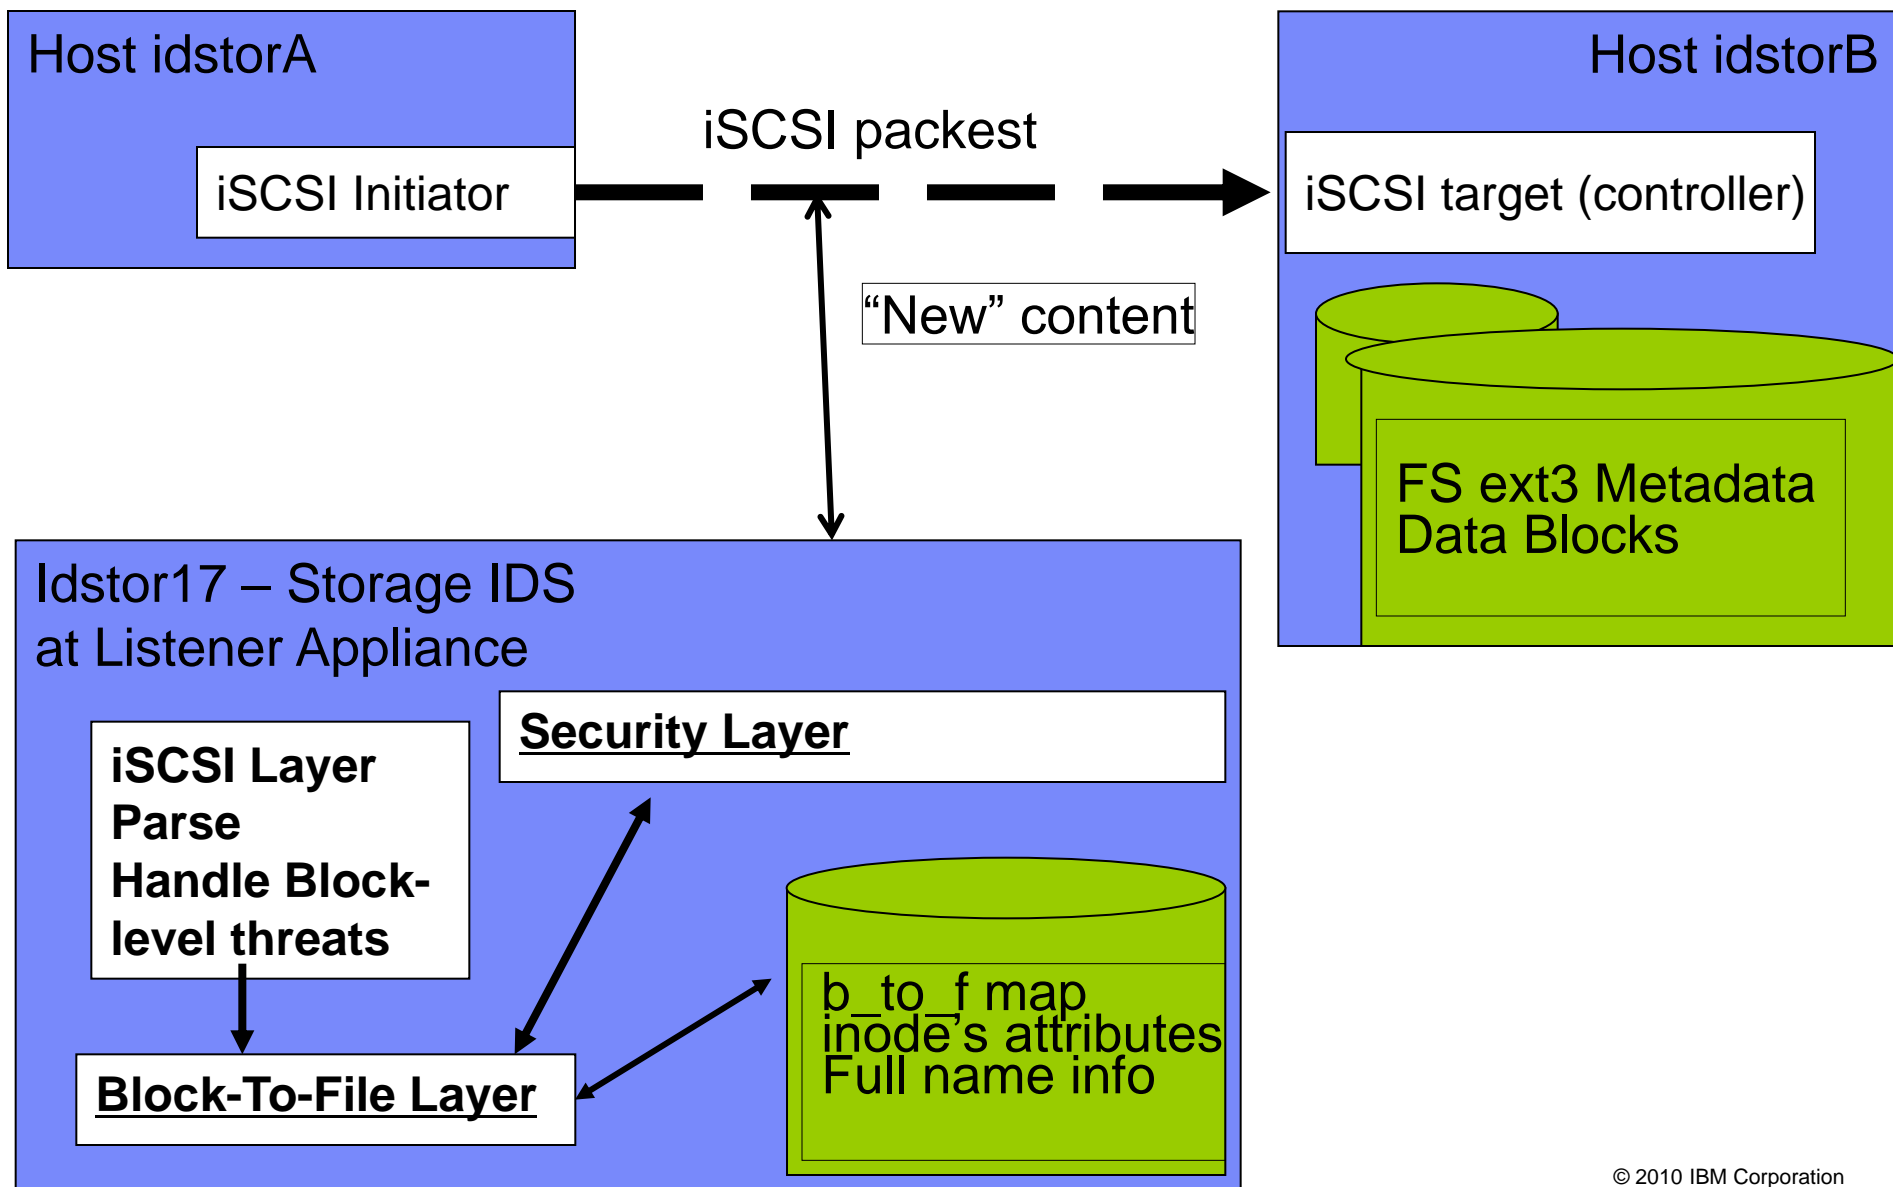 Host idstorA
Host idstorB
iSCSI packest
iSCSI Initiator
iSCSI target (controller)
“New” content
FS ext3 Metadata
Data Blocks
Idstor17 – Storage IDS
at Listener Appliance
Security Layer
iSCSI Layer
Parse
Handle Block-
level threats
b_to_f map
inode’s attributes
Full name info
Block-To-File Layer
© 2010 IBM Corporation